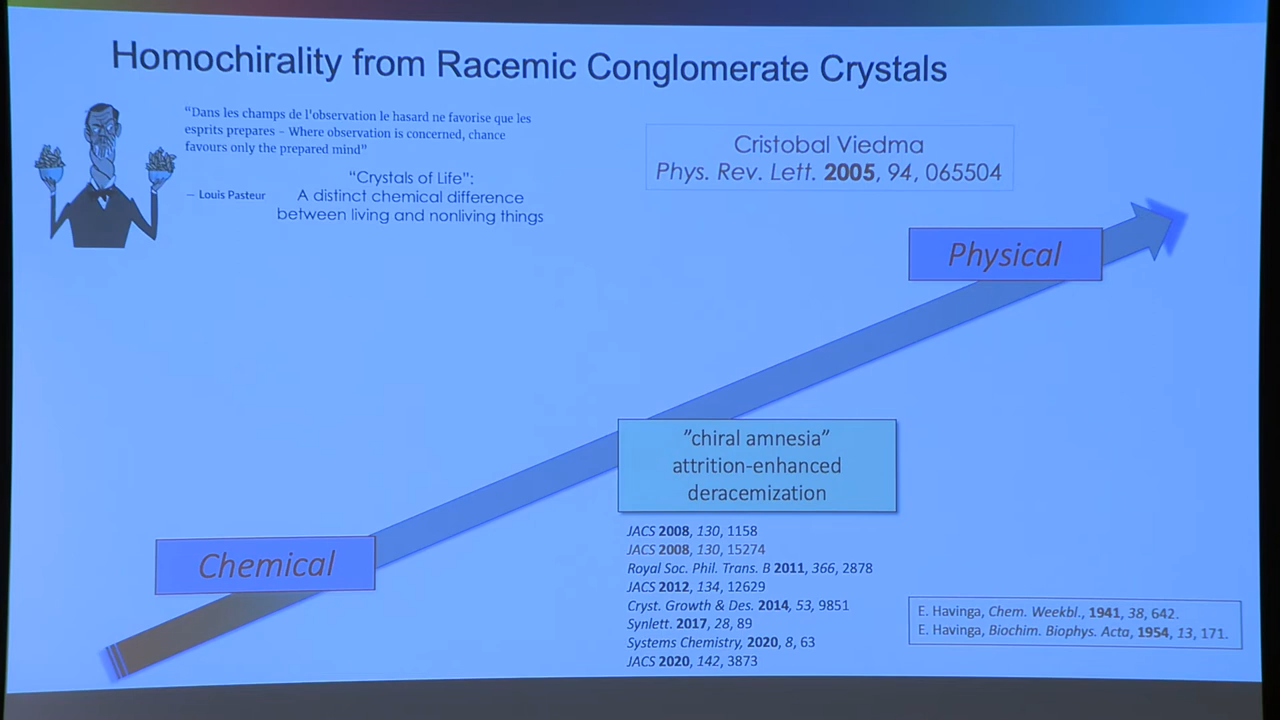 Homochirality from Racemic Conglomerate Crystals
“Dans les champs de l'observation le hasard ne favorise que les
esprits prepares – Where observation is concerned, chance
favours only the prepared mind”
— Louis Pasteur
“Crystals of Life”:
A distinct chemical difference
between living and nonliving things
Cristobal Viedma
Phys. Rev. Lett. 2005, 94, 065504
Physical
”chiral amnesia”
attrition-enhanced
deracemization
Chemical
JACS 2008, 130, 1158
JACS 2008, 130, 15274
Royal Soc. Phil. Trans. B 2011, 366, 2878
JACS 2012, 134, 12629
Cryst. Growth & Des. 2014, 53, 9851
Synlett. 2017, 28, 89
Systems Chemistry, 2020, 8, 63
JACS 2020, 142, 3873
E. Havinga, Chem. Weekbl., 1941, 38, 642.
E. Havinga, Biochim. Biophys. Acta, 1954, 13, 171.